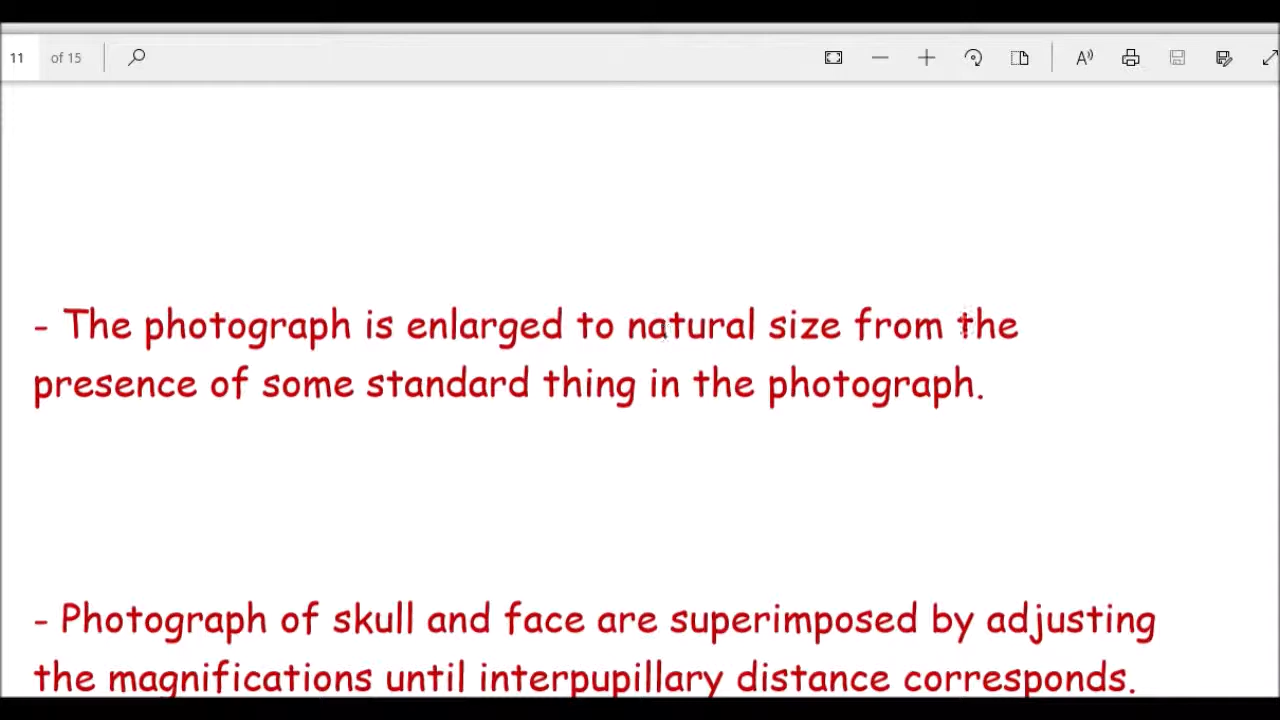 11 of 15
- The photograph is enlarged to natural size from the
presence of some standard thing in the photograph.
- Photograph of skull and face are superimposed by adjusting
the magnifications until interpupillary distance corresponds.